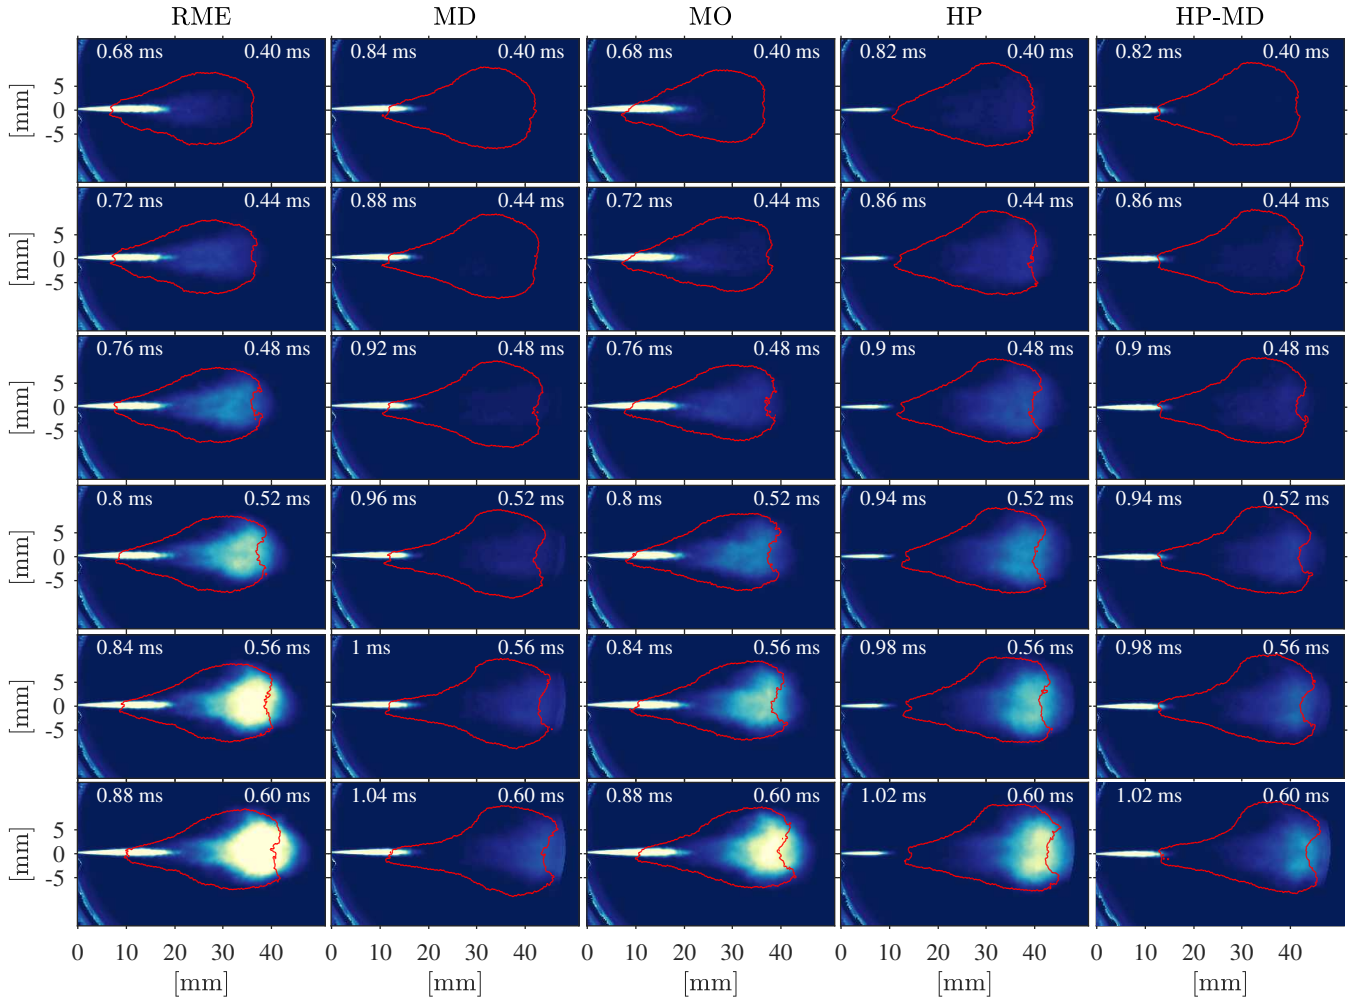 RME MD MO HP HP-MD
0.68 ms 0.40 ms 0.84 ms 0.40 ms 0.68 ms 0.40 ms 0.82 ms 0.40 ms 0.82 ms 0.40 ms
5
[mm] 0
-5
0.72 ms 0.44 ms 0.88 ms 0.44 ms 0.72 ms 0.44 ms 0.86 ms 0.44 ms 0.86 ms 0.44 ms
5
[mm] 0
-5
0.76 ms 0.48 ms 0.92 ms 0.48 ms 0.76 ms 0.48 ms 0.9 ms 0.48 ms 0.9 ms 0.48 ms
5
[mm] 0
-5
0.8 ms 0.52 ms 0.96 ms 0.52 ms 0.8 ms 0.52 ms 0.94 ms 0.52 ms 0.94 ms 0.52 ms
5
[mm] 0
-5
0.84 ms 0.56 ms 1 ms 0.56 ms 0.84 ms 0.56 ms 0.98 ms 0.56 ms 0.98 ms 0.56 ms
5
[mm] 0
-5
0.88 ms 0.60 ms 1.04 ms 0.60 ms 0.88 ms 0.60 ms 1.02 ms 0.60 ms 1.02 ms 0.60 ms
5
[mm] 0
-5
0 10 20 30 40 0 10 20 30 40 0 10 20 30 40 0 10 20 30 40 0 10 20 30 40
[mm] [mm] [mm] [mm] [mm]